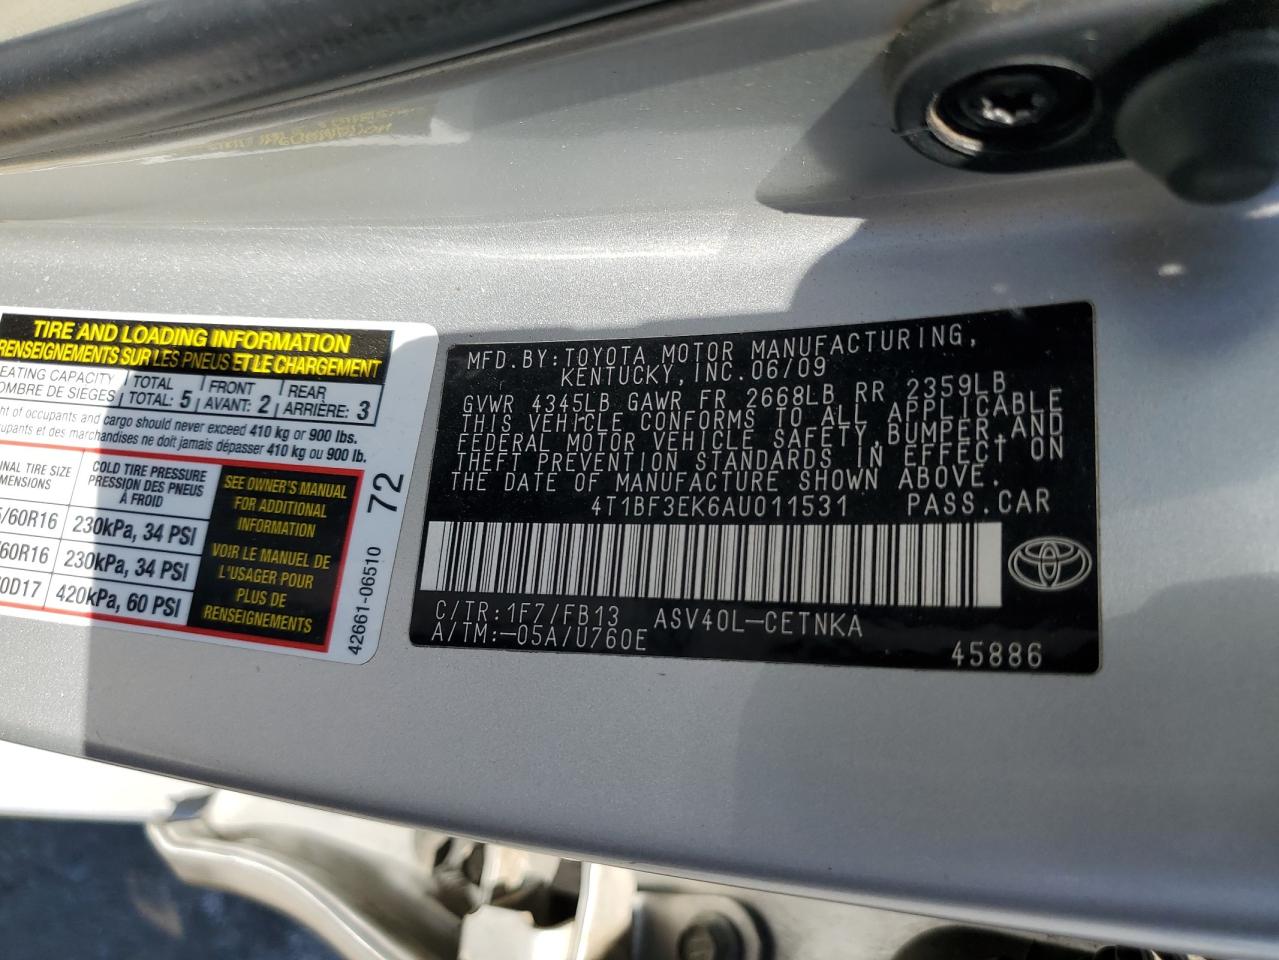 TIRE AND LOADING INFORMATION
RENSEIGNEMENTS SUR LES PNEUS ET LE CHARGEMENT
EATING CAPACITY
OMBRE DE SIEGES
TOTAL
TOTAL: 5
FRONT
AVANT: 2
REAR
ARRIÈRE: 3
ht of occupants and cargo should never exceed 410 kg or 900 lbs.
cupants et des marchandises ne doit jamais dépasser 410 kg ou 900 lb.
INAL TIRE SIZE
MENSIONS
COLD TIRE PRESSURE
PRESSION DES PNEUS
À FROID
5/60R16
230kPa, 34 PSI
/60R16
230kPa, 34 PSI
70D17
420kPa, 60 PSI
SEE OWNER'S MANUAL
FOR ADDITIONAL
INFORMATION
VOIR LE MANUEL DE
L'USAGER POUR
PLUS DE
RENSEIGNEMENTS
42661-06510 72
MFD. BY: TOYOTA MOTOR MANUFACTURING,
KENTUCKY, INC. 06/09
GVWR 4345LB GAWR FR 2668LB RR 2359LB
THIS VEHICLE CONFORMS TO ALL APPLICABLE
FEDERAL MOTOR VEHICLE SAFETY, BUMPER, AND
THEFT PREVENTION STANDARDS IN EFFECT ON
THE DATE OF MANUFACTURE SHOWN ABOVE.
4T1BF3EK6AU011531 PASS. CAR
C/TR: 1FZ/FB13 ASV40L-CETNKA
A/TM: -05A/U760E
45886